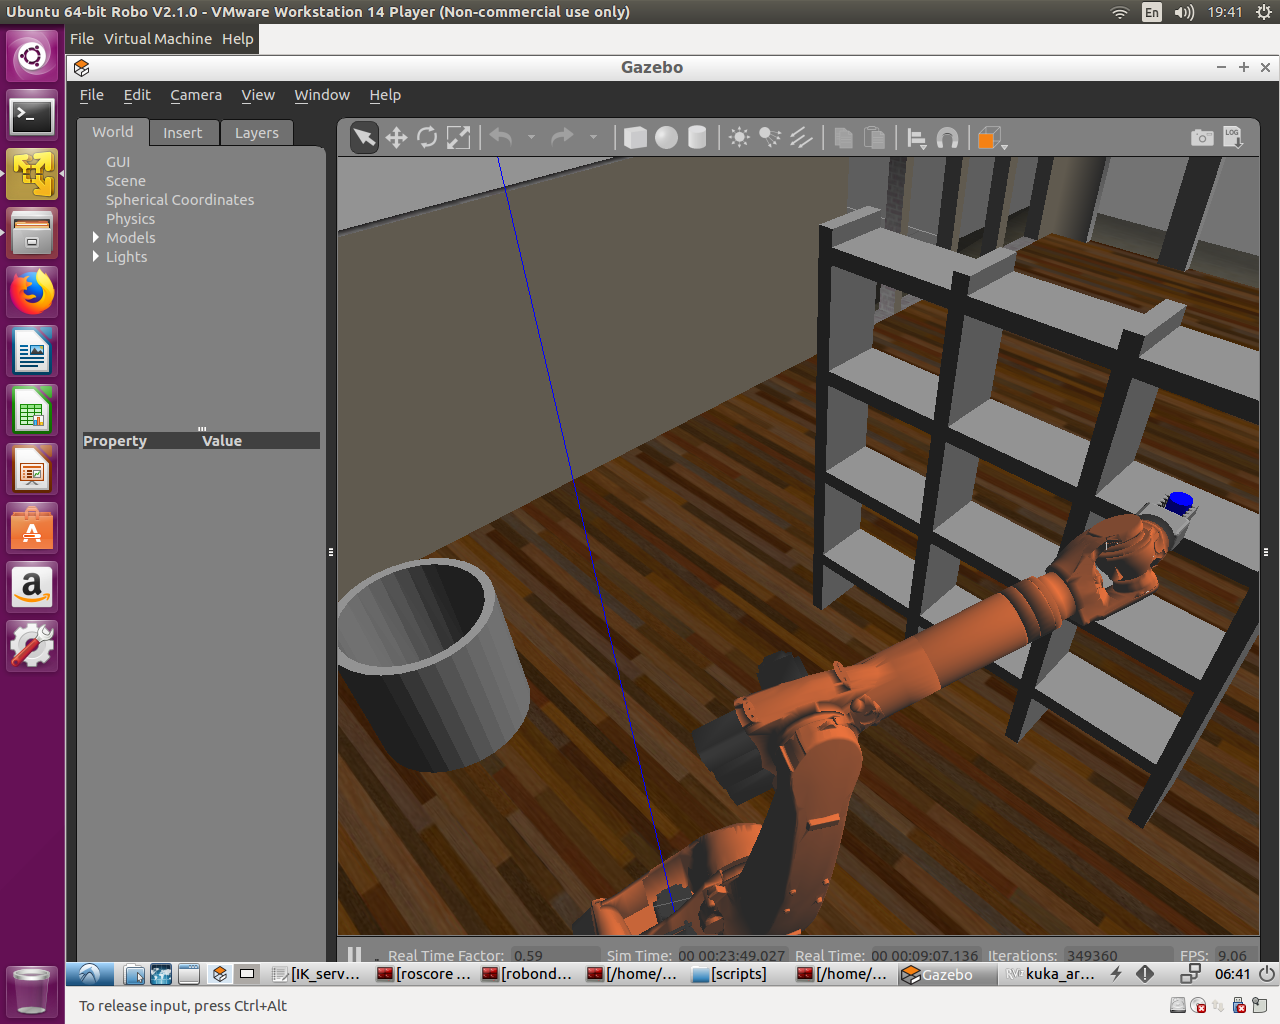 Ubuntu 64-bit Robo V2.1.0 - VMware Workstation 14 Player (Non-commercial use only)
En
19:41
File Virtual Machine Help
Gazebo
File Edit Camera View Window Help
World Insert Layers
LOG
GUI
Scene
Spherical Coordinates
Physics
Models
Lights
Property Value
Real Time Factor: 0.59 Sim Time: 00 00:23:49.027 Real Time: 00 00:09:07.136 Iterations: 349360 FPS: 9.06
[IK_serv... [roscore ... [robond... [/home/... [scripts] [/home/... Gazebo kuka_ar... 06:41
To release input, press Ctrl+Alt